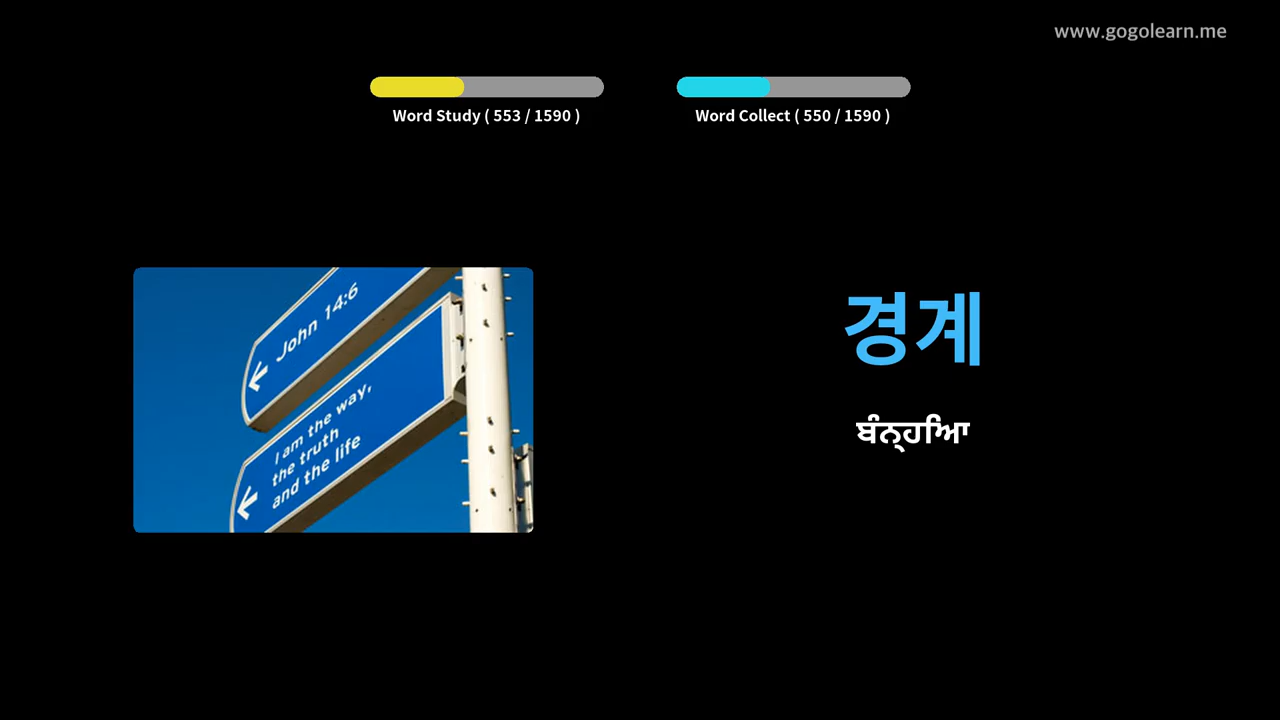 www.gogolearn.me
Word Study ( 553 / 1590 )
Word Collect ( 550 / 1590 )
John 14:6
I am the way,
the truth
and the life
경계
ਬੰਨ੍ਹਆਿ